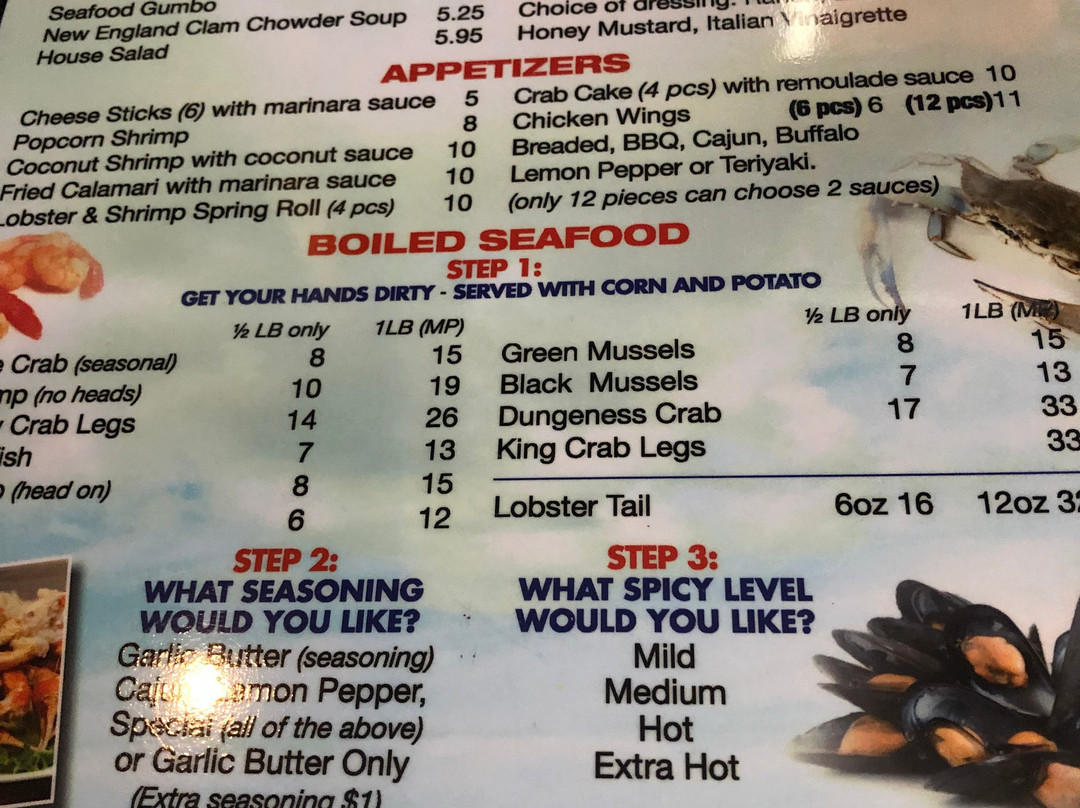 Seafood Gumbo
New England Clam Chowder Soup 5.25
House Salad 5.95
Choice of dressing:
Honey Mustard, Italian Vinaigrette
APPETIZERS
Cheese Sticks (6) with marinara sauce 5
Popcorn Shrimp 8
Coconut Shrimp with coconut sauce 10
Fried Calamari with marinara sauce 10
Lobster & Shrimp Spring Roll (4 pcs) 10
Crab Cake (4 pcs) with remoulade sauce 10
Chicken Wings (6 pcs) 6 (12 pcs)11
Breaded, BBQ, Cajun, Buffalo
Lemon Pepper or Teriyaki.
(only 12 pieces can choose 2 sauces)
BOILED SEAFOOD
STEP 1:
GET YOUR HANDS DIRTY - SERVED WITH CORN AND POTATO
½ LB only 1LB (MP)
Crab (seasonal) 8 15
(no heads) 10 19
Crab Legs 14 26
7 13
(head on) 8 15
6 12
½ LB only 1LB (MP)
Green Mussels 8 15
Black Mussels 7 13
Dungeness Crab 17 33
King Crab Legs 33
Lobster Tail 6oz 16 12oz 32
STEP 2:
WHAT SEASONING
WOULD YOU LIKE?
Garlic Butter (seasoning)
Cajun, Lemon Pepper,
Special (all of the above)
or Garlic Butter Only
(Extra seasoning $1)
STEP 3:
WHAT SPICY LEVEL
WOULD YOU LIKE?
Mild
Medium
Hot
Extra Hot